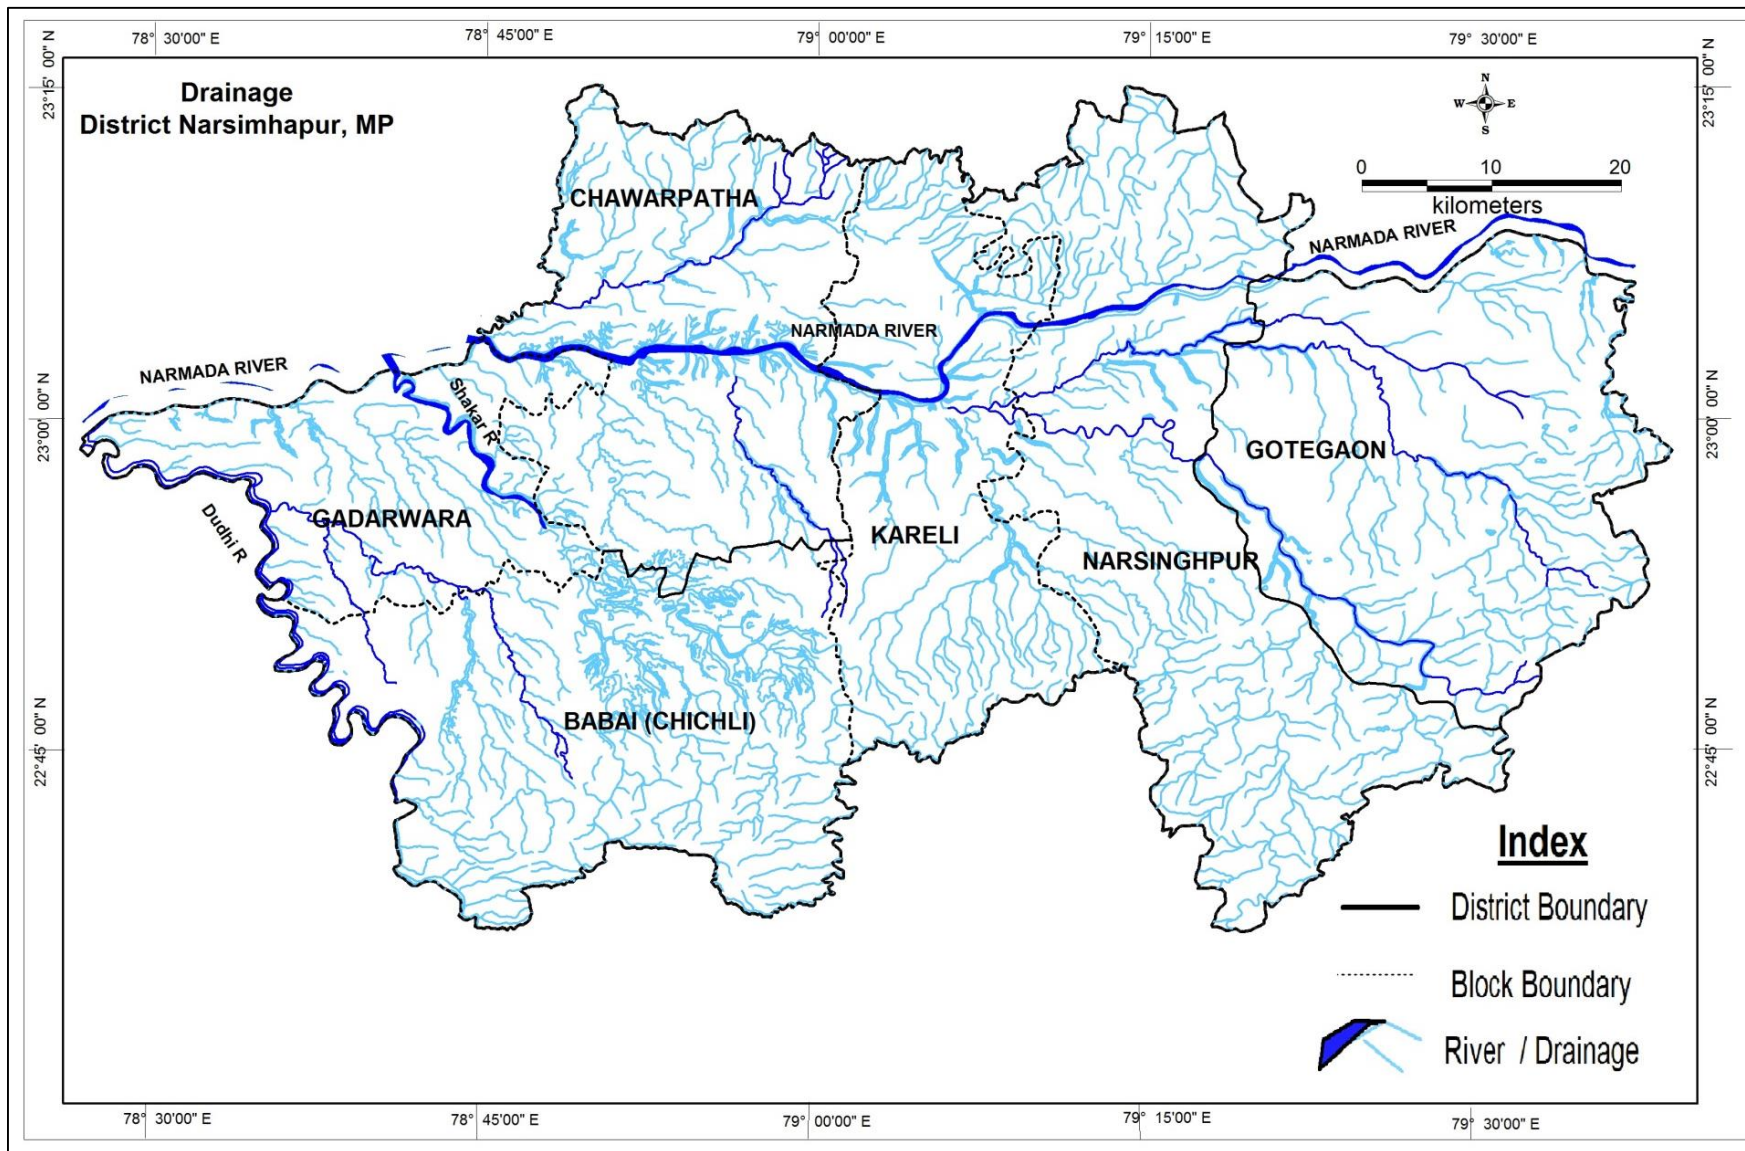 78° 30'00" E
78° 45'00" E
79° 00'00" E
79° 15'00" E
79° 30'00" E
23°15' 00" N
23°15' 00" N
Drainage
District Narsimhapur, MP
N
W E
S
0 10 20
kilometers
CHAWARPATHA
NARMADA RIVER
NARMADA RIVER
NARMADA RIVER
Shakar R
23°00' 00" N
23°00' 00" N
GOTEGAON
Dudhi R
GADARWARA
KARELI
NARSINGHPUR
BABAI (CHICHLI)
22°45' 00" N
22°45' 00" N
Index
District Boundary
Block Boundary
River / Drainage
78° 30'00" E
78° 45'00" E
79° 00'00" E
79° 15'00" E
79° 30'00" E